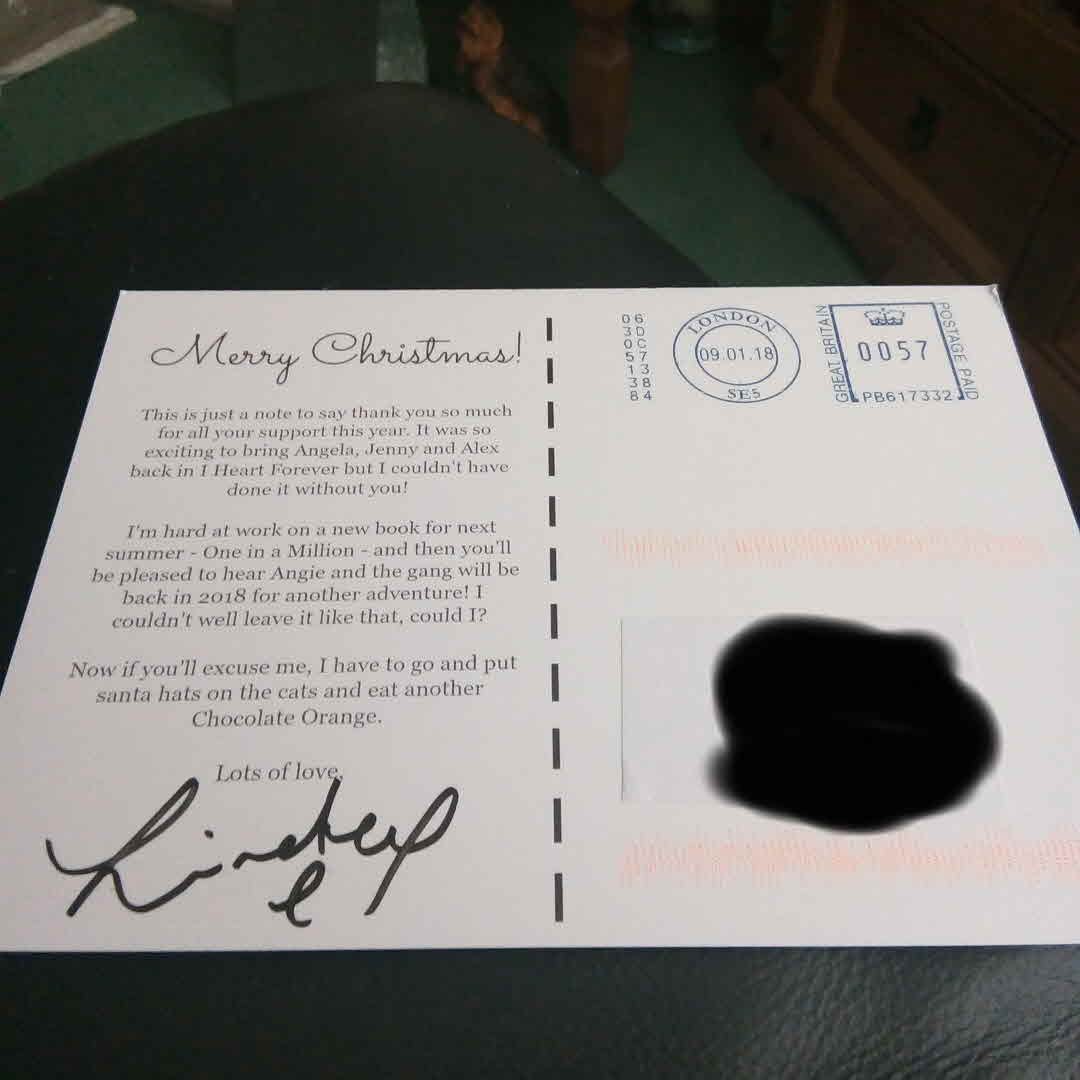 Merry Christmas!
This is just a note to say thank you so much
for all your support this year. It was so
exciting to bring Angela, Jenny and Alex
back in I Heart Forever but I couldn't have
done it without you!
I'm hard at work on a new book for next
summer - One in a Million - and then you'll
be pleased to hear Angie and the gang will be
back in 2018 for another adventure! I
couldn't well leave it like that, could I?
Now if you'll excuse me, I have to go and put
santa hats on the cats and eat another
Chocolate Orange.
Lots of love,
06
3D
0C
57
13
38
84
LONDON
09.01.18
SE5
GREAT BRITAIN
0057
PB617332
POSTAGE PAID